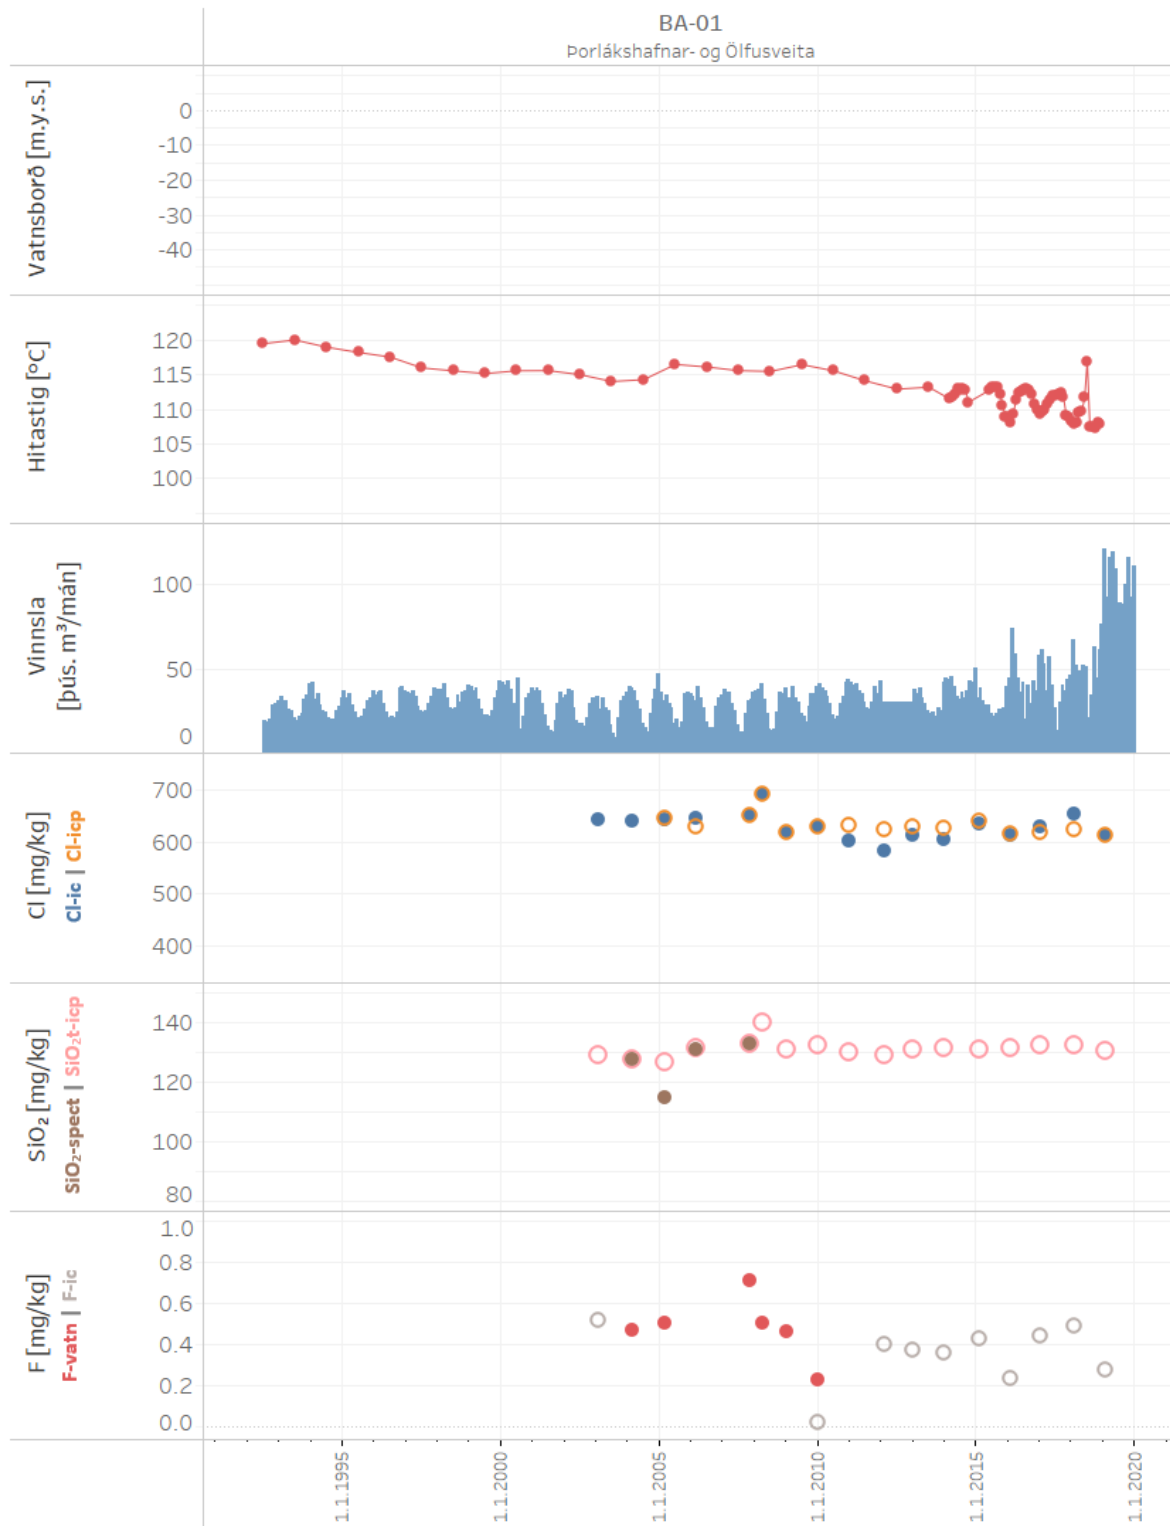 BA-01
Þorlákshafnar- og Ölfusveita
Vatnsborð [m.y.s.]
0
-10
-20
-30
-40
Hitastig [°C]
120
115
110
105
100
Vinnsla
[þús. m³/mán]
100
50
0
Cl [mg/kg]
Cl-ic | Cl-icp
700
600
500
400
SiO₂ [mg/kg]
SiO₂-spect | SiO₂t-icp
140
120
100
80
F [mg/kg]
F-vatn | F-ic
1.0
0.8
0.6
0.4
0.2
0.0
1.1.1995
1.1.2000
1.1.2005
1.1.2010
1.1.2015
1.1.2020